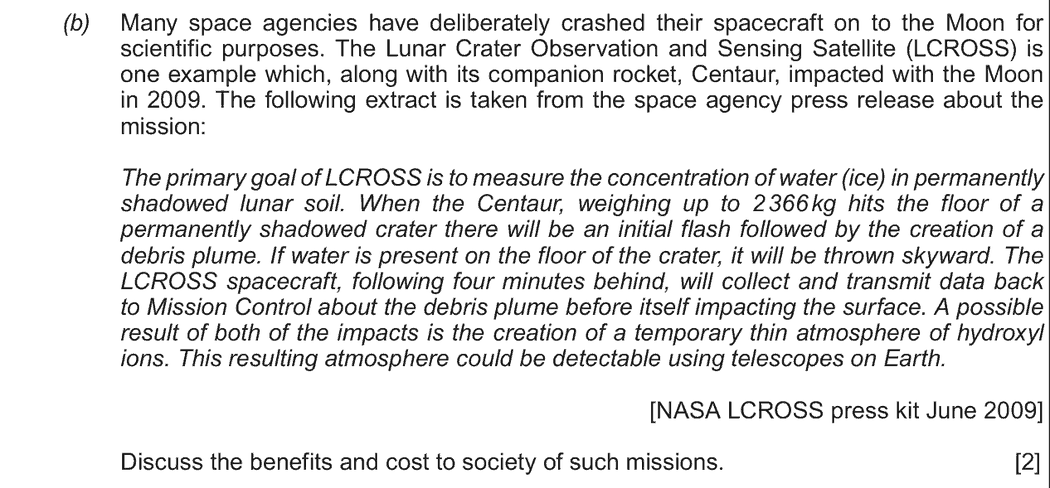 (b) Many space agencies have deliberately crashed their spacecraft on to the Moon for
scientific purposes. The Lunar Crater Observation and Sensing Satellite (LCROSS) is
one example which, along with its companion rocket, Centaur, impacted with the Moon
in 2009. The following extract is taken from the space agency press release about the
mission:
The primary goal of LCROSS is to measure the concentration of water (ice) in permanently
shadowed lunar soil. When the Centaur, weighing up to 2 366 kg hits the floor of a
permanently shadowed crater there will be an initial flash followed by the creation of a
debris plume. If water is present on the floor of the crater, it will be thrown skyward. The
LCROSS spacecraft, following four minutes behind, will collect and transmit data back
to Mission Control about the debris plume before itself impacting the surface. A possible
result of both of the impacts is the creation of a temporary thin atmosphere of hydroxyl
ions. This resulting atmosphere could be detectable using telescopes on Earth.
[NASA LCROSS press kit June 2009]
Discuss the benefits and cost to society of such missions. [2]